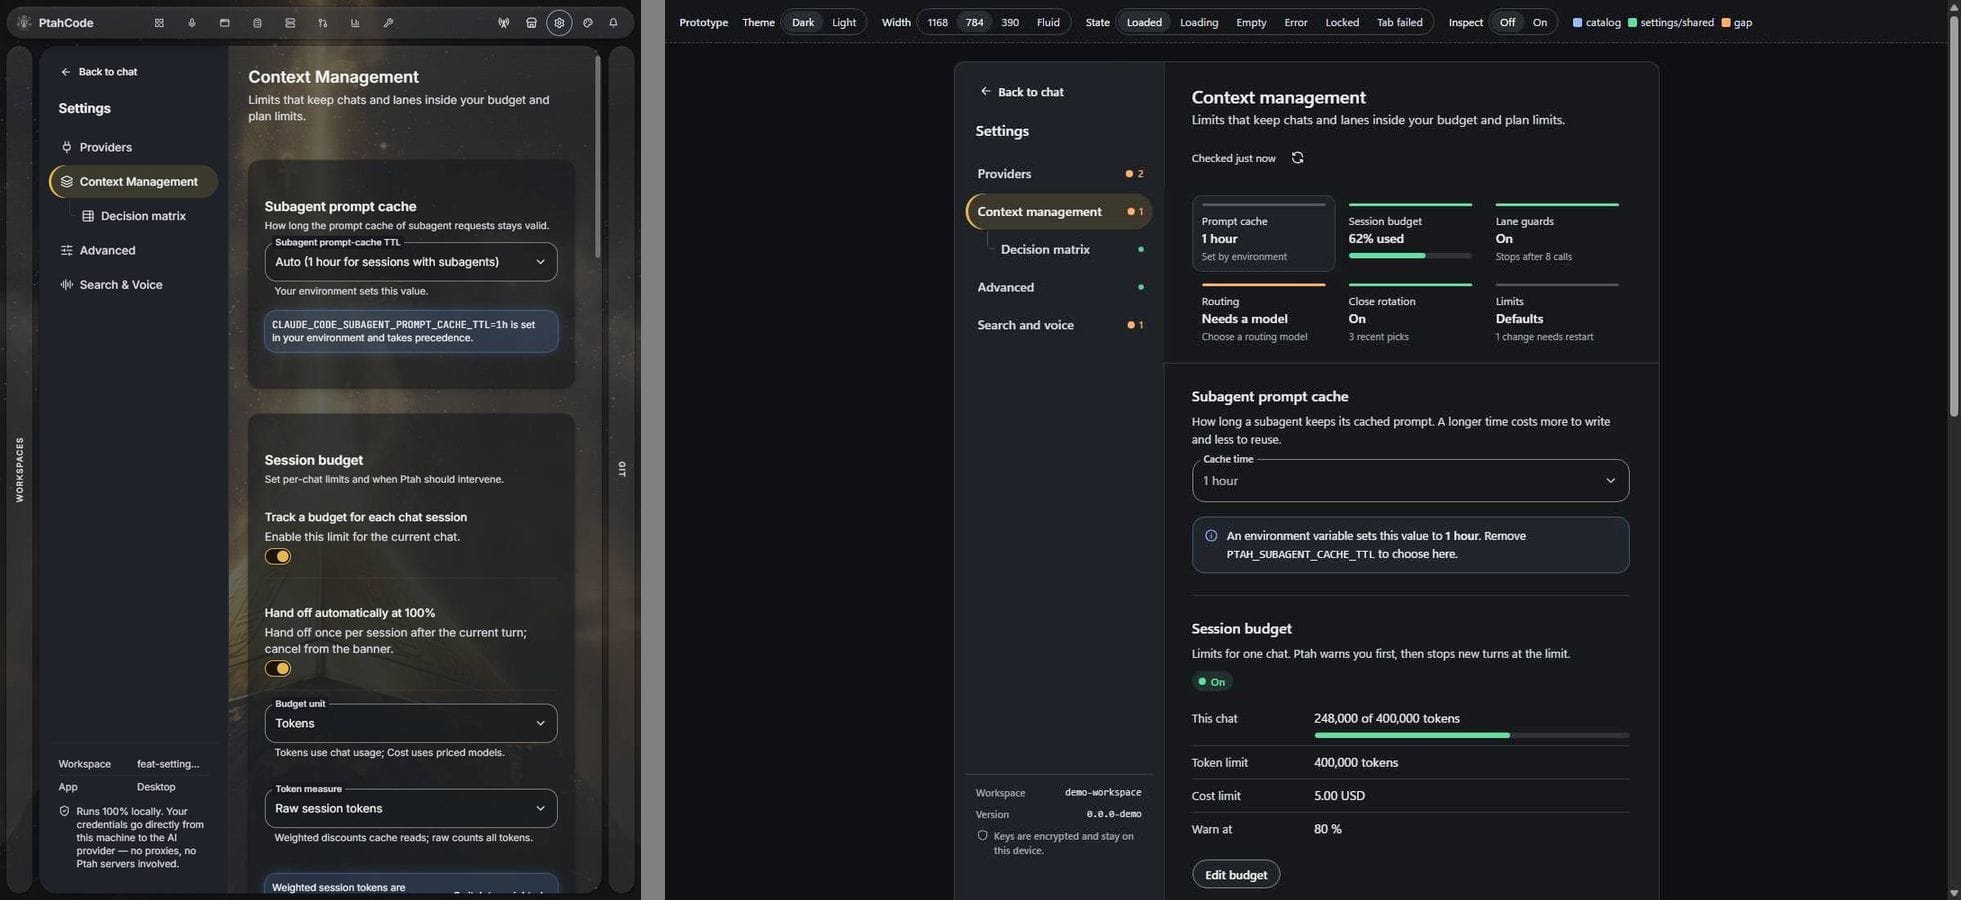 PtahCode
WORKSPACES
Back to chat
Settings
Providers
Context Management
Decision matrix
Advanced
Search & Voice
Workspace feat-setting...
App Desktop
Runs 100% locally. Your
credentials go directly from
this machine to the AI
provider — no proxies, no
Ptah servers involved.
Context Management
Limits that keep chats and lanes inside your budget and
plan limits.
Subagent prompt cache
How long the prompt cache of subagent requests stays valid.
Subagent prompt-cache TTL
Auto (1 hour for sessions with subagents)
Your environment sets this value.
CLAUDE_CODE_SUBAGENT_PROMPT_CACHE_TTL=1h is set
in your environment and takes precedence.
Session budget
Set per-chat limits and when Ptah should intervene.
Track a budget for each chat session
Enable this limit for the current chat.
Hand off automatically at 100%
Hand off once per session after the current turn;
cancel from the banner.
Budget unit
Tokens
Tokens use chat usage; Cost uses priced models.
Token measure
Raw session tokens
Weighted discounts cache reads; raw counts all tokens.
Weighted session tokens are
GIT
Prototype Theme Dark Light Width 1168 784 390 Fluid State Loaded Loading Empty Error Locked Tab failed Inspect Off On catalog settings/shared gap
Back to chat
Settings
Providers 2
Context management 1
Decision matrix
Advanced
Search and voice 1
Workspace demo-workspace
Version 0.0.0-demo
Keys are encrypted and stay on
this device.
Context management
Limits that keep chats and lanes inside your budget and plan limits.
Checked just now
Prompt cache Session budget Lane guards
1 hour 62% used On
Set by environment Stops after 8 calls
Routing Close rotation Limits
Needs a model On Defaults
Choose a routing model 3 recent picks 1 change needs restart
Subagent prompt cache
How long a subagent keeps its cached prompt. A longer time costs more to write
and less to reuse.
Cache time
1 hour
An environment variable sets this value to 1 hour. Remove
PTAH_SUBAGENT_CACHE_TTL to choose here.
Session budget
Limits for one chat. Ptah warns you first, then stops new turns at the limit.
On
This chat 248,000 of 400,000 tokens
Token limit 400,000 tokens
Cost limit 5.00 USD
Warn at 80 %
Edit budget